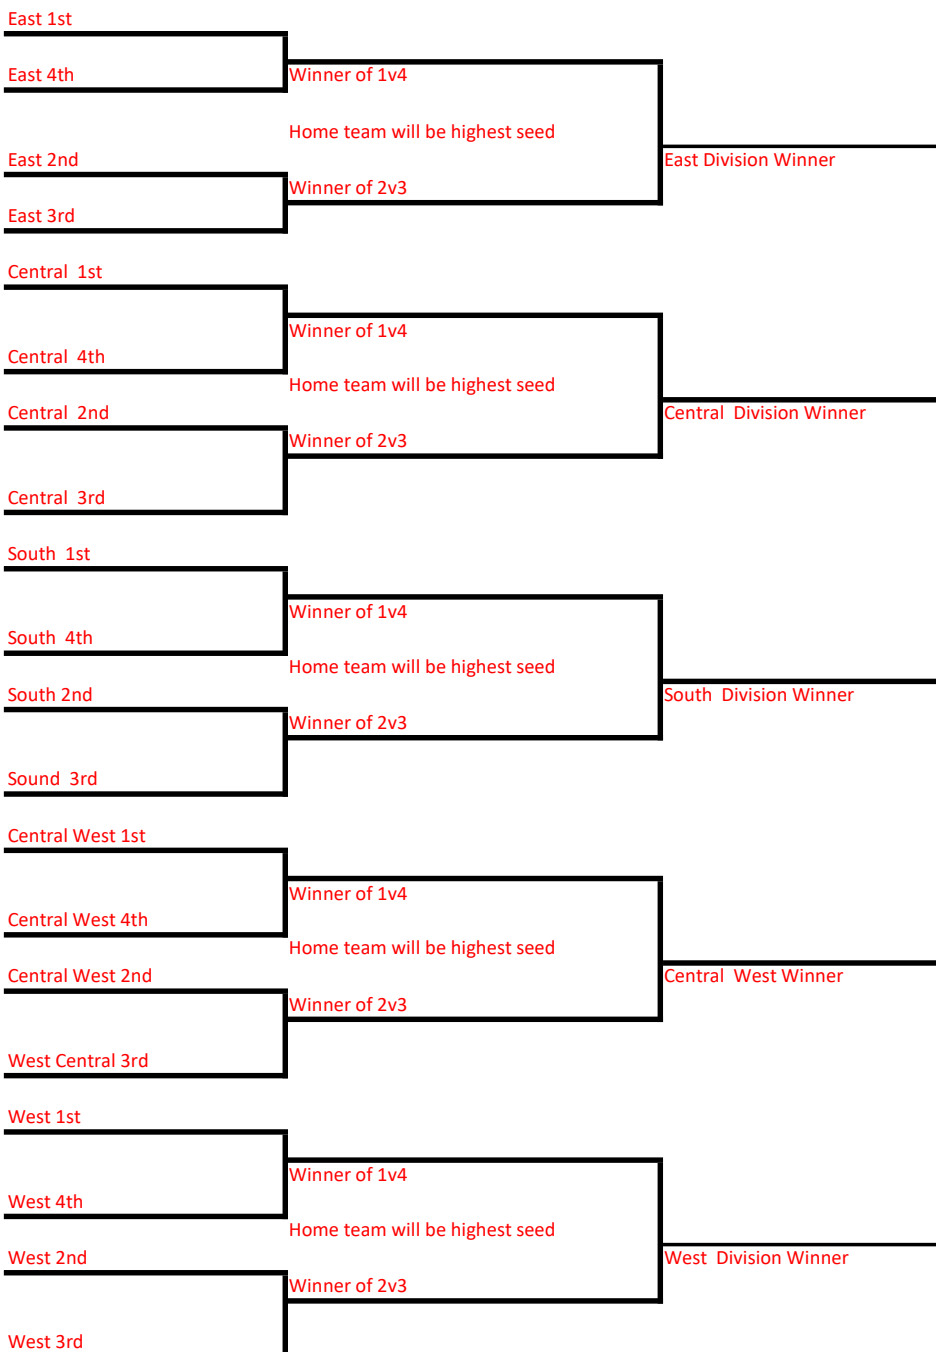 East 1st
East 4th
Winner of 1v4
Home team will be highest seed
East 2nd
East Division Winner
Winner of 2v3
East 3rd
Central 1st
Winner of 1v4
Central 4th
Home team will be highest seed
Central 2nd
Central Division Winner
Winner of 2v3
Central 3rd
South 1st
Winner of 1v4
South 4th
Home team will be highest seed
South 2nd
South Division Winner
Winner of 2v3
Sound 3rd
Central West 1st
Winner of 1v4
Central West 4th
Home team will be highest seed
Central West 2nd
Central West Winner
Winner of 2v3
West Central 3rd
West 1st
Winner of 1v4
West 4th
Home team will be highest seed
West 2nd
West Division Winner
Winner of 2v3
West 3rd